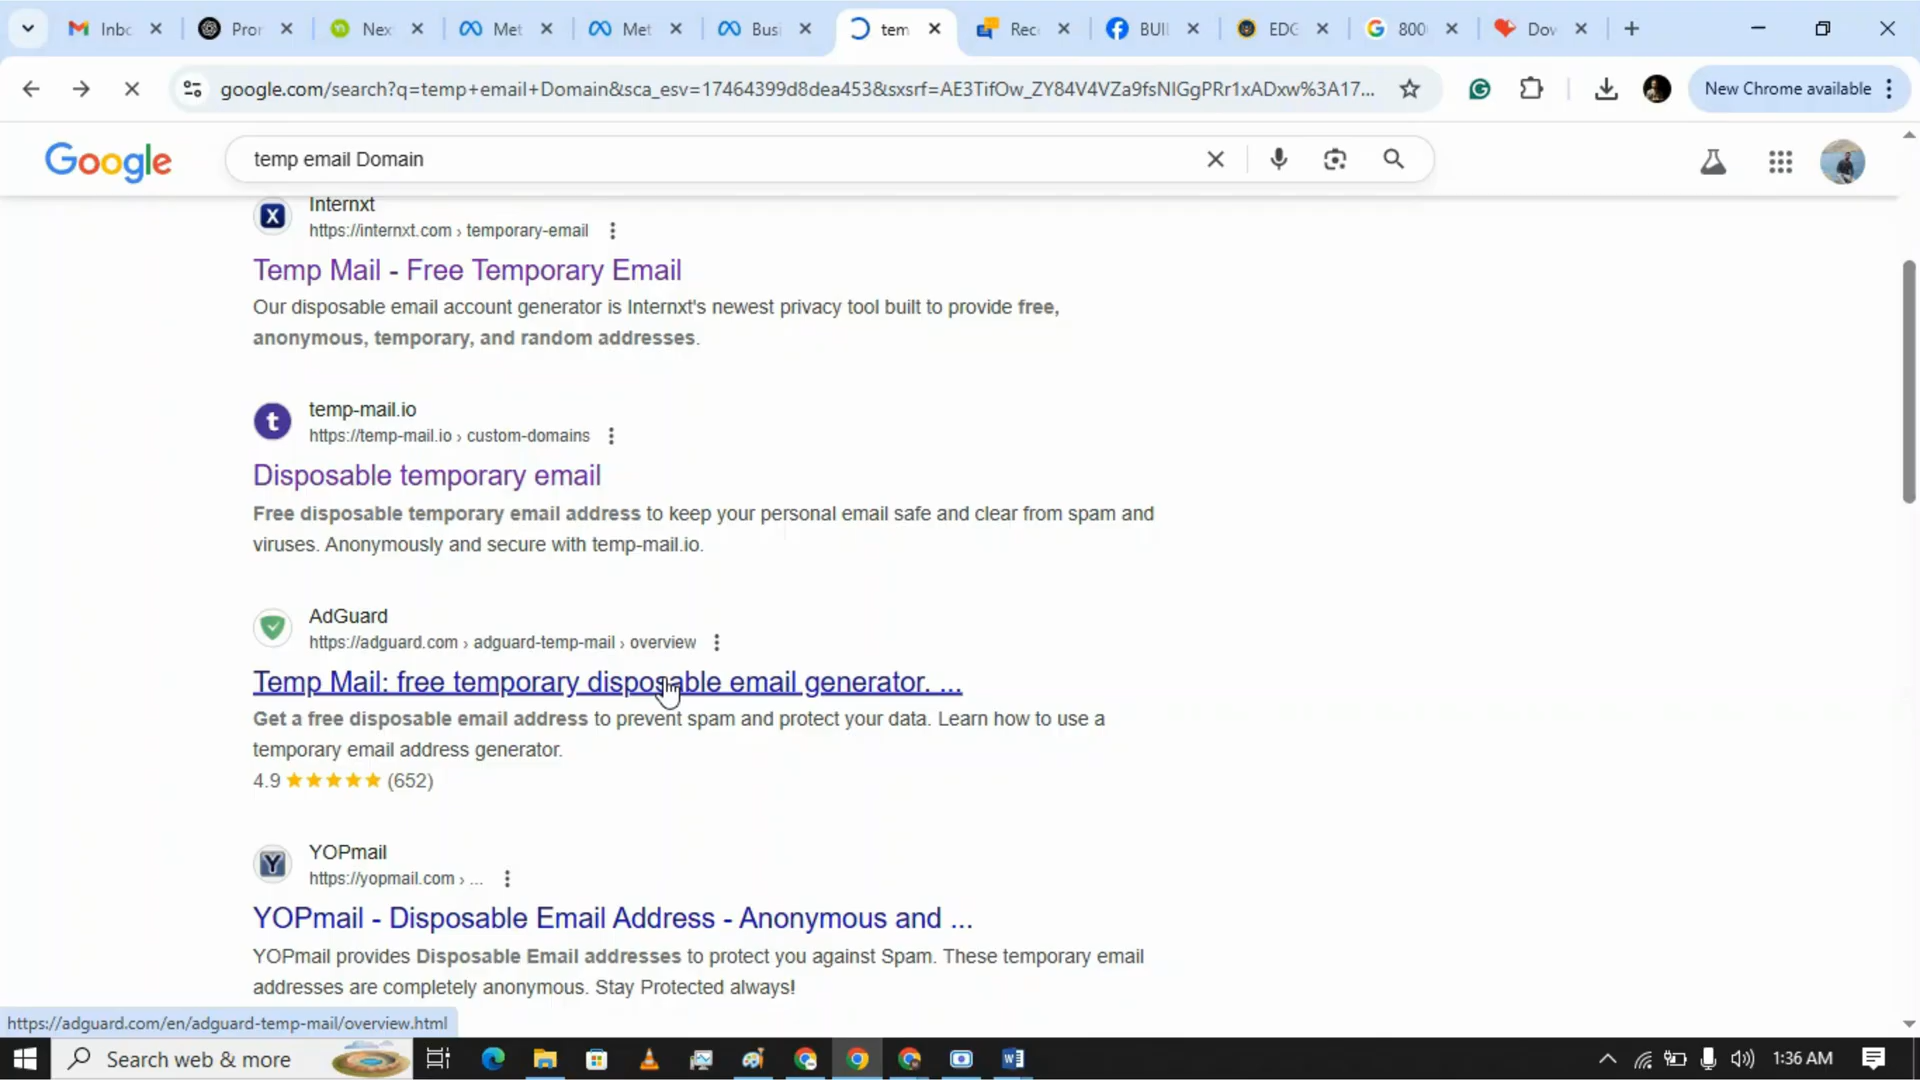 Inbc
Pror
Nex
Met
Met
Busi
tem
Rec
BUII
EDG
800
Dov
google.com/search?q=temp+email+Domain&sca_esv=17464399d8dea453&sxsrf=AE3TifOw_ZY84V4VZa9fsNIGgPRr1xADxw%3A17...
New Chrome available
Google
temp email Domain
Internxt
https://internxt.com › temporary-email
Temp Mail - Free Temporary Email
Our disposable email account generator is Internxt's newest privacy tool built to provide free,
anonymous, temporary, and random addresses.
t
temp-mail.io
https://temp-mail.io › custom-domains
Disposable temporary email
Free disposable temporary email address to keep your personal email safe and clear from spam and
viruses. Anonymously and secure with temp-mail.io.
AdGuard
https://adguard.com › adguard-temp-mail › overview
Temp Mail: free temporary disposable email generator. ...
Get a free disposable email address to prevent spam and protect your data. Learn how to use a
temporary email address generator.
4.9 ★★★★★ (652)
Y
YOPmail
https://yopmail.com › ...
YOPmail - Disposable Email Address - Anonymous and ...
YOPmail provides Disposable Email addresses to protect you against Spam. These temporary email
addresses are completely anonymous. Stay Protected always!
https://adguard.com/en/adguard-temp-mail/overview.html
Search web & more
1:36 AM